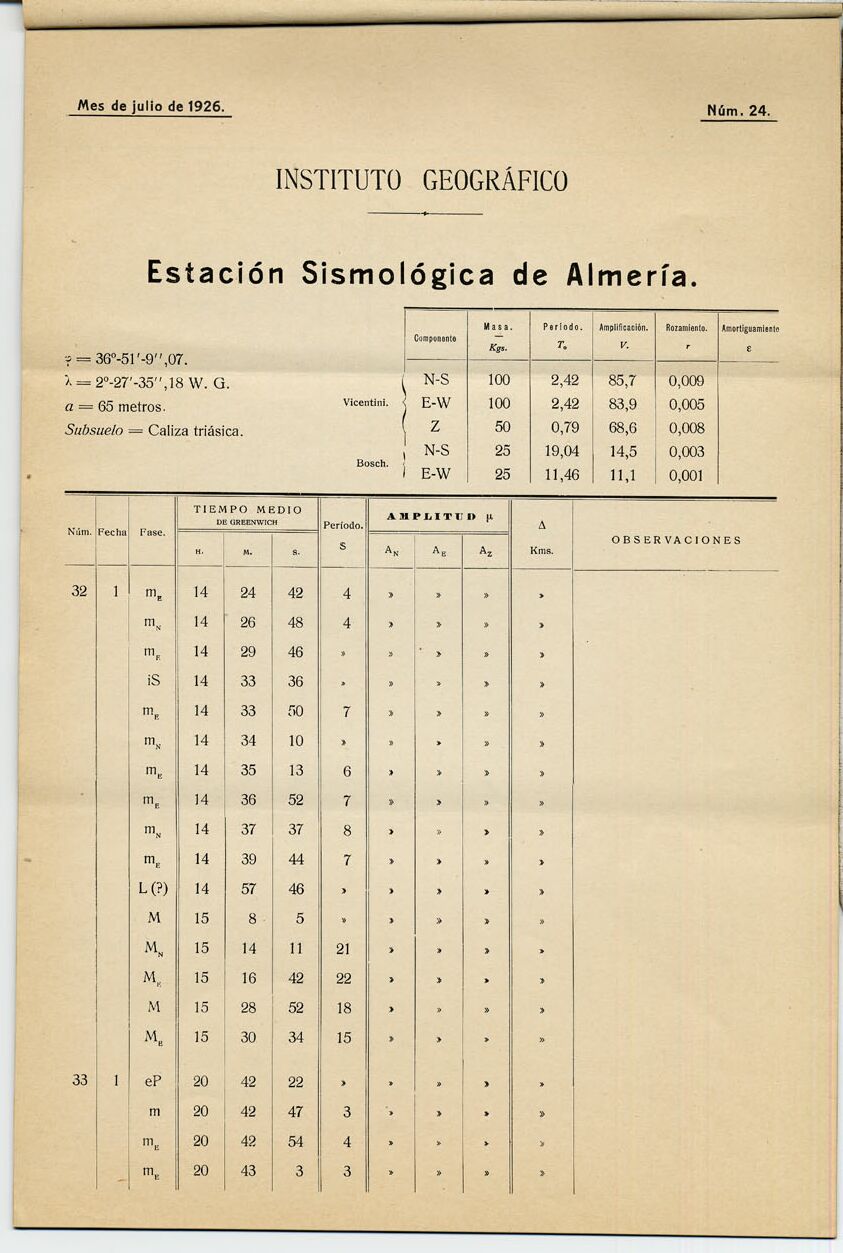 Mes de julio de 1926.
Núm. 24.
INSTITUTO GEOGRÁFICO
Estación Sismológica de Almería.
φ = 36º-51'-9'',07.
λ = 2º-27'-35'',18 W. G.
a = 65 metros.
Subsuelo = Caliza triásica.
Componente Masa. Kgs. Período. T₀ Amplificación. V. Rozamiento. r Amortiguamiento ε
Vicentini.
N-S 100 2,42 85,7 0,009
E-W 100 2,42 83,9 0,005
Z 50 0,79 68,6 0,008
Bosch.
N-S 25 19,04 14,5 0,003
E-W 25 11,46 11,1 0,001
Núm. Fecha Fase. TIEMPO MEDIO DE GREENWICH H. M. S. Período. S AMPLITUD μ A_N A_E A_Z Δ Kms. OBSERVACIONES
32 1 m_E 14 24 42 4 » » » »
m_N 14 26 48 4 » » » »
m_E 14 29 46 » » » » »
iS 14 33 36 » » » » »
m_E 14 33 50 7 » » » »
m_N 14 34 10 » » » » »
m_E 14 35 13 6 » » » »
m_E 14 36 52 7 » » » »
m_N 14 37 37 8 » » » »
m_E 14 39 44 7 » » » »
L (?) 14 57 46 » » » » »
M 15 8 5 » » » » »
M_N 15 14 11 21 » » » »
M_E 15 16 42 22 » » » »
M 15 28 52 18 » » » »
M_E 15 30 34 15 » » » »
33 1 eP 20 42 22 » » » » »
m 20 42 47 3 » » » »
m_E 20 42 54 4 » » » »
m_E 20 43 3 3 » » » »